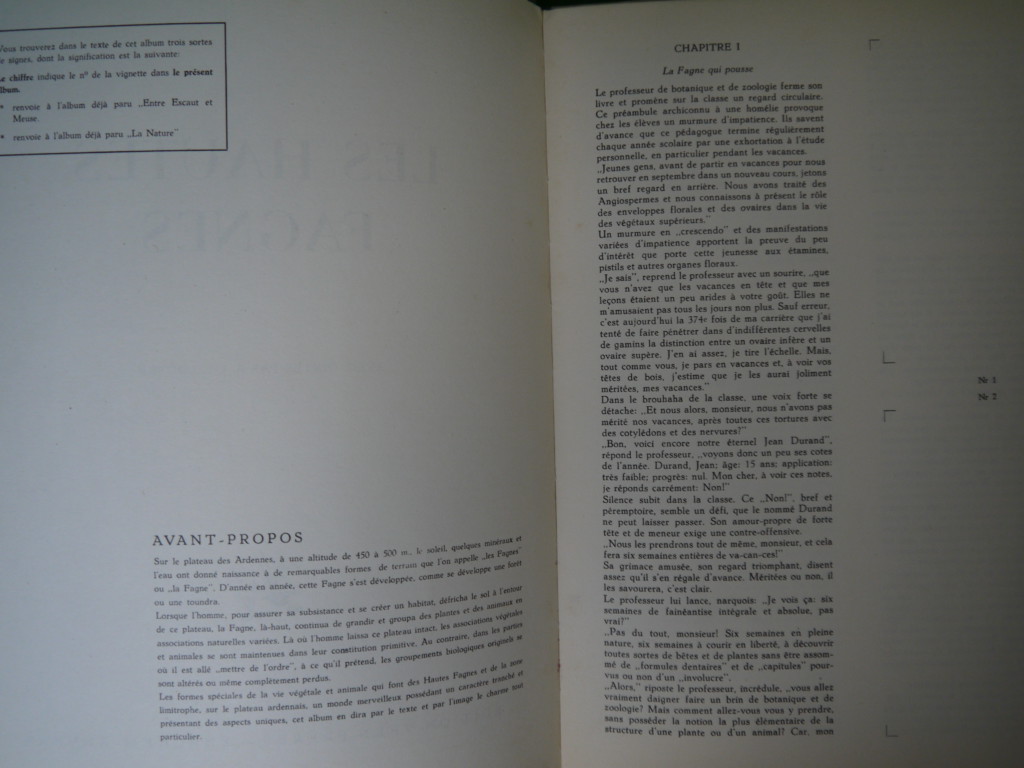 Vous trouverez dans le texte de cet album trois sortes
de signes, dont la signification est la suivante:
Le chiffre indique le nº de la vignette dans le présent
album.
* renvoie à l'album déjà paru „Entre Escaut et
Meuse.
* renvoie à l'album déjà paru „La Nature"
AVANT-PROPOS
Sur le plateau des Ardennes, à une altitude de 450 à 500 m., le soleil, quelques minéraux et
l'eau ont donné naissance à de remarquables formes de terrain que l'on appelle „les Fagnes"
ou „la Fagne". D'année en année, cette Fagne s'est développée, comme se développe une forêt
ou une toundra.
Lorsque l'homme, pour assurer sa subsistance et se créer un habitat, défricha le sol à l'entour
de ce plateau, la Fagne, là-haut, continua de grandir et groupa des plantes et des animaux en
associations naturelles variées. Là où l'homme laissa ce plateau intact, les associations végétales
et animales se sont maintenues dans leur constitution primitive. Au contraire, dans les parties
où il est allé „mettre de l'ordre", à ce qu'il prétend, les groupements biologiques originels se
sont altérés ou même complètement perdus.
Les formes spéciales de la vie végétale et animale qui font des Hautes Fagnes et de la zone
limitrophe, sur le plateau ardennais, un monde merveilleux possédant un caractère tranché et
présentant des aspects uniques, cet album en dira par le texte et par l'image le charme tout
particulier.
CHAPITRE I
La Fagne qui pousse
Le professeur de botanique et de zoologie ferme son
livre et promène sur la classe un regard circulaire.
Ce préambule archiconnu à une homélie provoque
chez les élèves un murmure d'impatience. Ils savent
d'avance que ce pédagogue termine régulièrement
chaque année scolaire par une exhortation à l'étude
personnelle, en particulier pendant les vacances.
„Jeunes gens, avant de partir en vacances pour nous
retrouver en septembre dans un nouveau cours, jetons
un bref regard en arrière. Nous avons traité des
Angiospermes et nous connaissons à présent le rôle
des enveloppes florales et des ovaires dans la vie
des végétaux supérieurs."
Un murmure en „crescendo" et des manifestations
variées d'impatience apportent la preuve du peu
d'intérêt que porte cette jeunesse aux étamines,
pistils et autres organes floraux.
„Je sais", reprend le professeur avec un sourire, „que
vous n'avez que les vacances en tête et que mes
leçons étaient un peu arides à votre goût. Elles ne
m'amusaient pas tous les jours non plus. Sauf erreur,
c'est aujourd'hui la 374e fois de ma carrière que j'ai
tenté de faire pénétrer dans d'indifférentes cervelles
de gamins la distinction entre un ovaire infère et un
ovaire supère. J'en ai assez, je tire l'échelle. Mais,
tout comme vous, je pars en vacances et, à voir vos
têtes de bois, j'estime que je les aurai joliment
méritées, mes vacances."
Dans le brouhaha de la classe, une voix forte se
détache: „Et nous alors, monsieur, nous n'avons pas
mérité nos vacances, après toutes ces tortures avec
des cotylédons et des nervures?"
„Bon, voici encore notre éternel Jean Durand",
répond le professeur, „voyons donc un peu ses cotes
de l'année. Durand, Jean; âge: 15 ans; application:
très faible; progrès: nul. Mon cher, à voir ces notes,
je réponds carrément: Non!"
Silence subit dans la classe. Ce „Non!", bref et
péremptoire, semble un défi, que le nommé Durand
ne peut laisser passer. Son amour-propre de forte
tête et de meneur exige une contre-offensive.
„Nous les prendrons tout de même, monsieur, et cela
fera six semaines entières de va-can-ces!"
Sa grimace amusée, son regard triomphant, disent
assez qu'il s'en régale d'avance. Méritées ou non, il
les savourera, c'est clair.
Le professeur lui lance, narquois: „Je vois ça: six
semaines de fainéantise intégrale et absolue, pas
vrai?"
„Pas du tout, monsieur! Six semaines en pleine
nature, six semaines à courir en liberté, à découvrir
toutes sortes de bêtes et de plantes sans être assom-
mé de „formules dentaires" et de „capitules" pour-
vus ou non d'un „involucre".
„Alors," riposte le professeur, incrédule, „vous allez
vraiment daigner faire un brin de botanique et de
zoologie? Mais comment allez-vous vous y prendre,
sans posséder la notion la plus élémentaire de la
structure d'une plante ou d'un animal? Car, mon
Nr 1
Nr 2